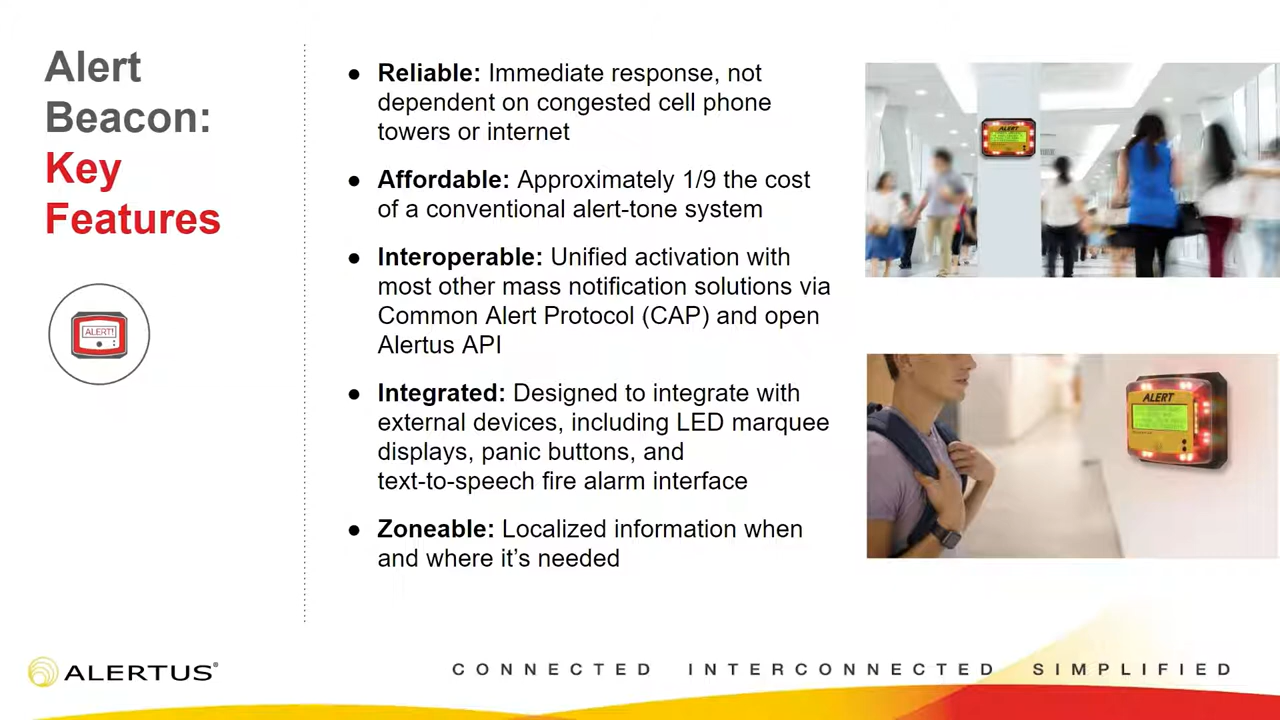 Alert
Beacon:
Key
Features
ALERT!
● Reliable: Immediate response, not
dependent on congested cell phone
towers or internet
● Affordable: Approximately 1/9 the cost
of a conventional alert-tone system
● Interoperable: Unified activation with
most other mass notification solutions via
Common Alert Protocol (CAP) and open
Alertus API
● Integrated: Designed to integrate with
external devices, including LED marquee
displays, panic buttons, and
text-to-speech fire alarm interface
● Zoneable: Localized information when
and where it’s needed
ALERT
ALERT
ALERTUS®
CONNECTED INTERCONNECTED SIMPLIFIED